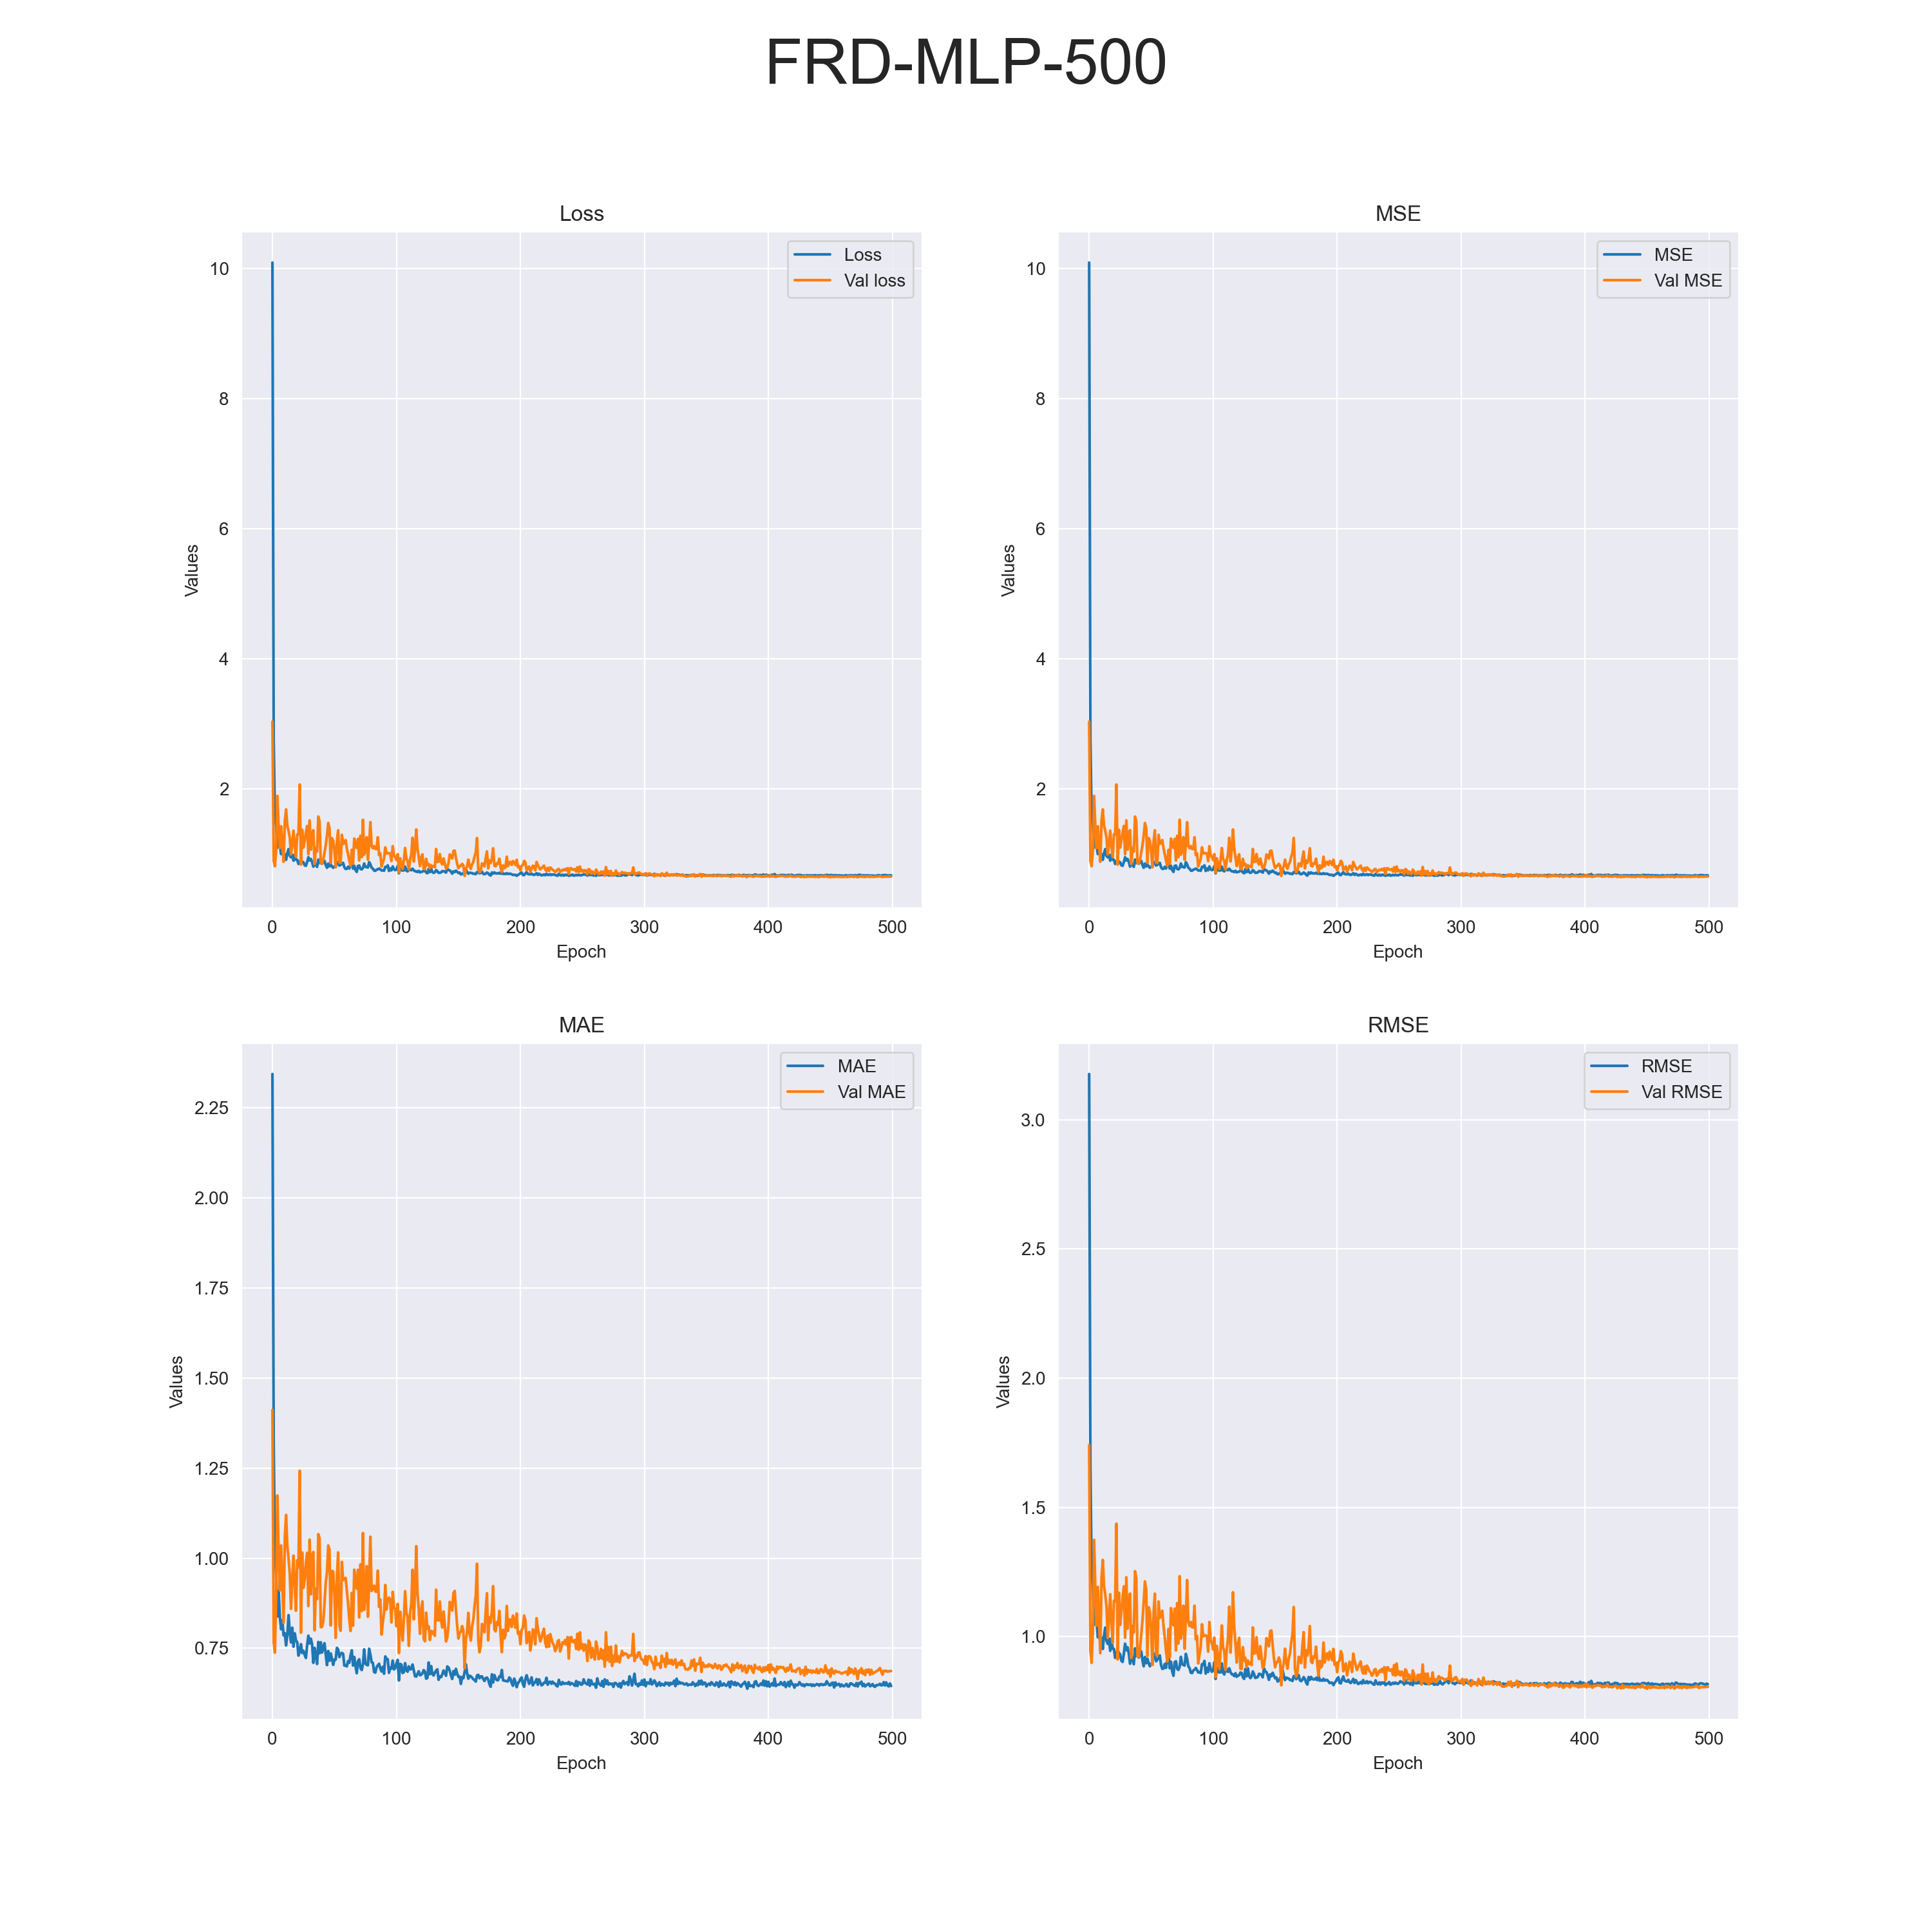 FRD-MLP-500
Loss
Loss
Val loss
10
8
6
4
2
Values
0 100 200 300 400 500
Epoch
MSE
MSE
Val MSE
10
8
6
4
2
Values
0 100 200 300 400 500
Epoch
MAE
MAE
Val MAE
2.25
2.00
1.75
1.50
1.25
1.00
0.75
Values
0 100 200 300 400 500
Epoch
RMSE
RMSE
Val RMSE
3.0
2.5
2.0
1.5
1.0
Values
0 100 200 300 400 500
Epoch